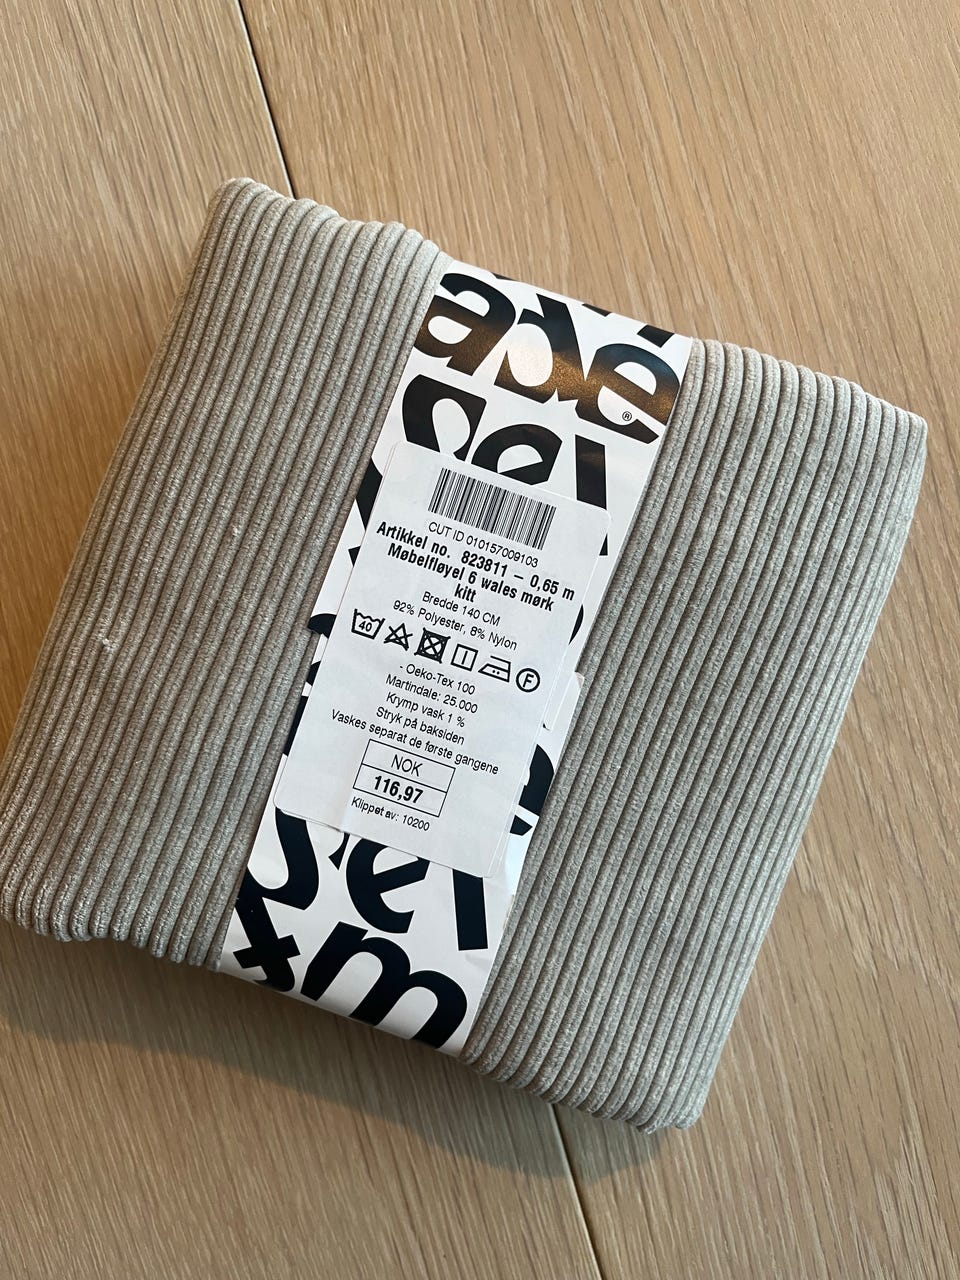 ®
CUT ID 010157009103
Artikkel no. 823811 – 0,65 m
Møbelfløyel 6 wales mørk
kitt
Bredde 140 CM
92% Polyester, 8% Nylon
40
F
- Oeko-Tex 100
Martindale: 25.000
Krymp vask 1 %
Stryk på baksiden
Vaskes separat de første gangene
NOK
116,97
Klippet av: 10200